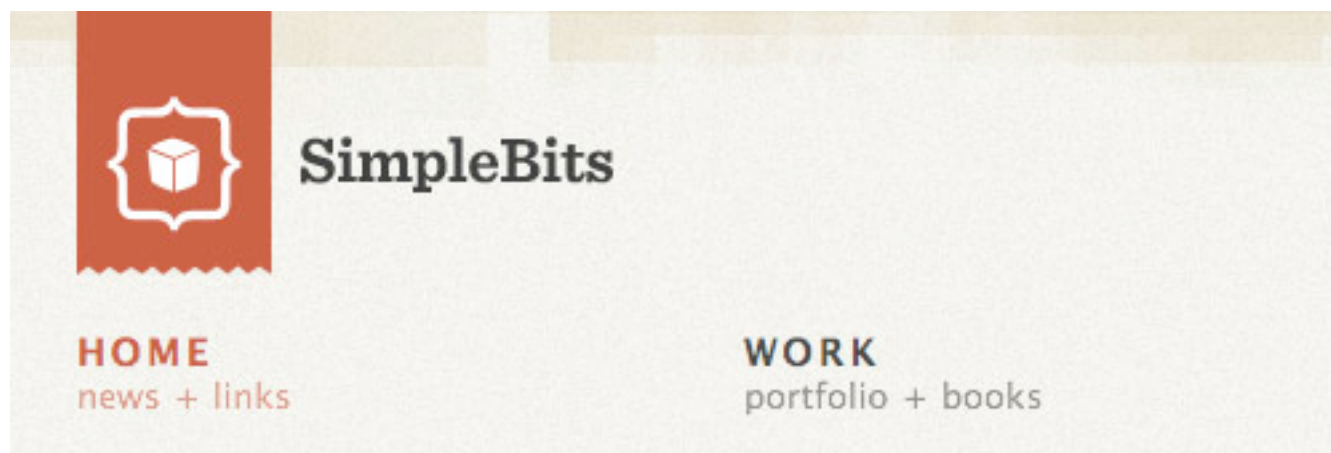 SimpleBits
HOME
news + links
WORK
portfolio + books